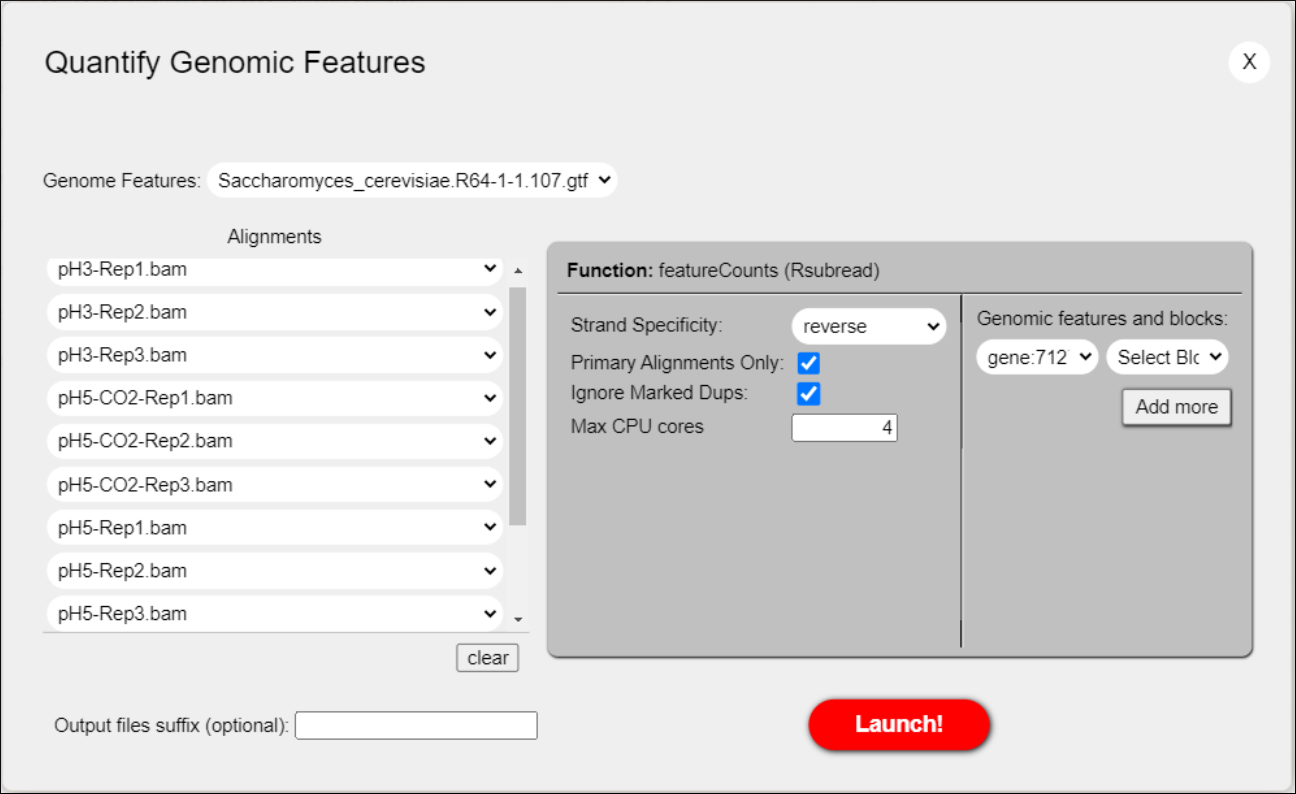 Quantify Genomic Features
X
Genome Features: Saccharomyces_cerevisiae.R64-1-1.107.gtf
Alignments
pH3-Rep1.bam
pH3-Rep2.bam
pH3-Rep3.bam
pH5-CO2-Rep1.bam
pH5-CO2-Rep2.bam
pH5-CO2-Rep3.bam
pH5-Rep1.bam
pH5-Rep2.bam
pH5-Rep3.bam
clear
Output files suffix (optional):
Function: featureCounts (Rsubread)
Strand Specificity: reverse
Primary Alignments Only:
Ignore Marked Dups:
Max CPU cores 4
Genomic features and blocks:
gene:712 Select Blc
Add more
Launch!